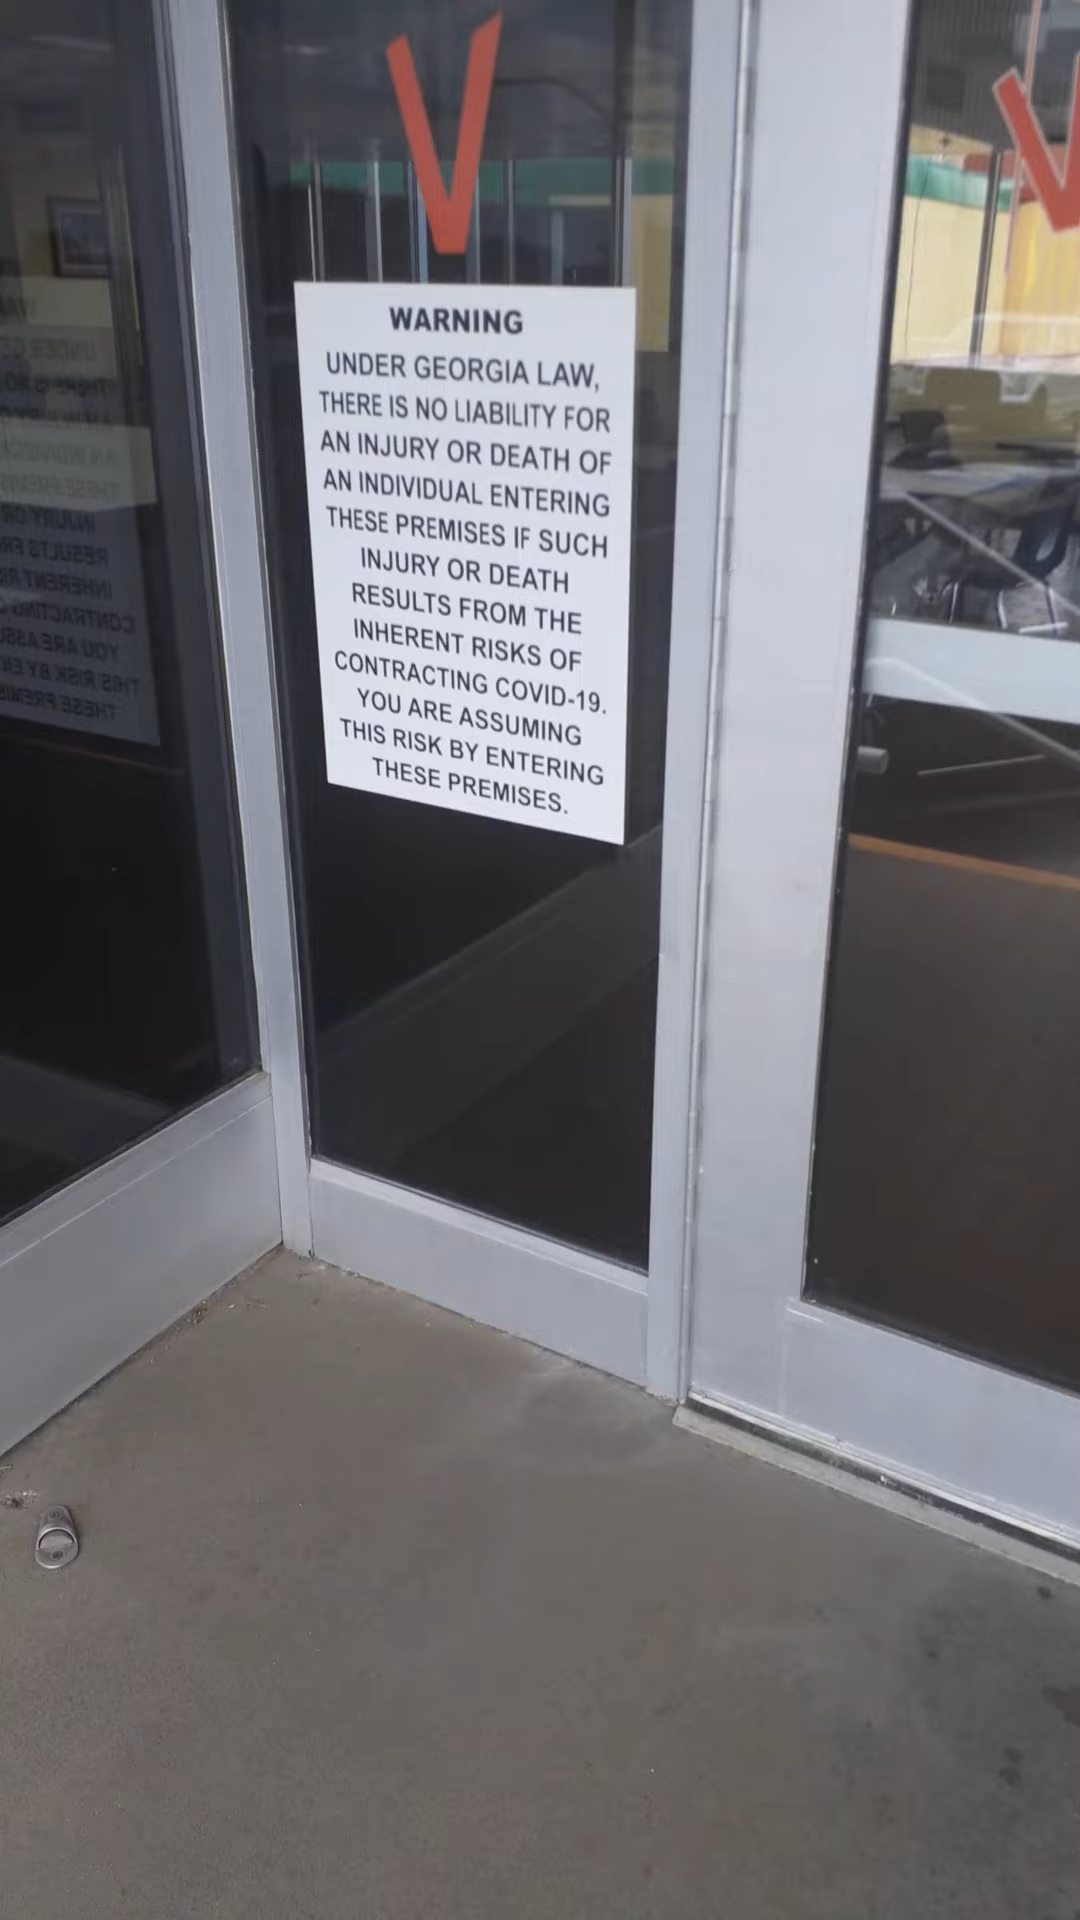 V
V
WARNING
UNDER GEORGIA LAW,
THERE IS NO LIABILITY FOR
AN INJURY OR DEATH OF
AN INDIVIDUAL ENTERING
THESE PREMISES IF SUCH
INJURY OR DEATH
RESULTS FROM THE
INHERENT RISKS OF
CONTRACTING COVID-19.
YOU ARE ASSUMING
THIS RISK BY ENTERING
THESE PREMISES.